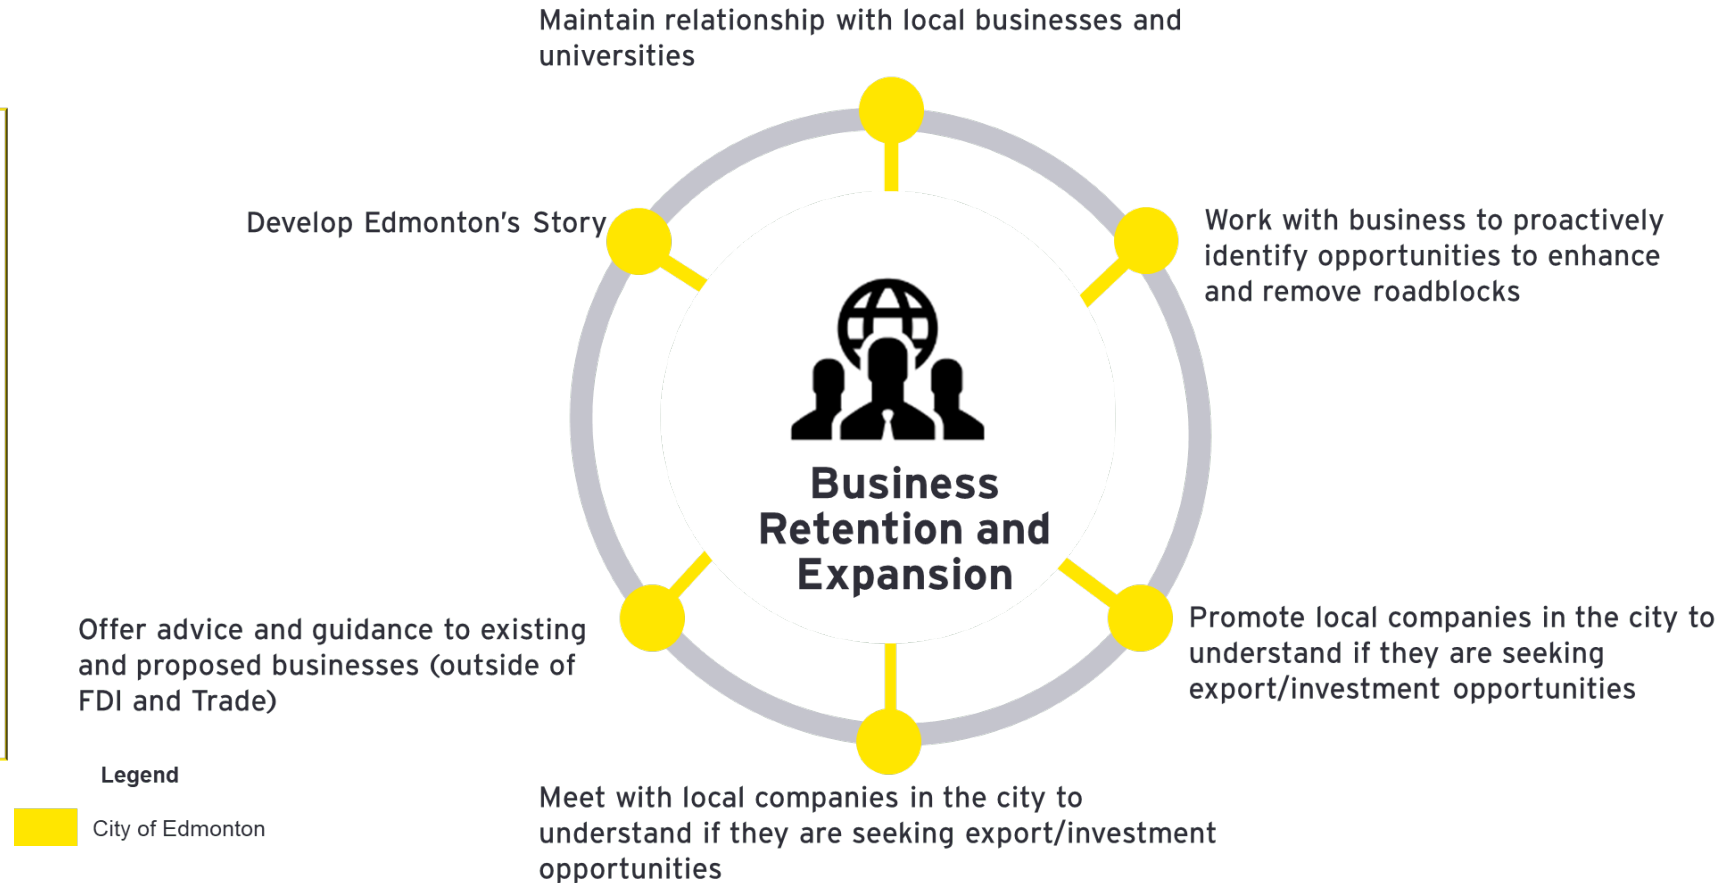 Maintain relationship with local businesses and
universities
Develop Edmonton's Story
Work with business to proactively
identify opportunities to enhance
and remove roadblocks
Business
Retention and
Expansion
Offer advice and guidance to existing
and proposed businesses (outside of
FDI and Trade)
Promote local companies in the city to
understand if they are seeking
export/investment opportunities
Meet with local companies in the city to
understand if they are seeking export/investment
opportunities
Legend
City of Edmonton